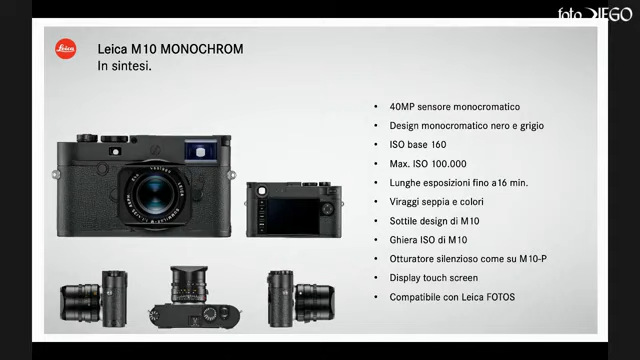 foto DIEGO
Leica
Leica M10 MONOCHROM
In sintesi.
• 40MP sensore monocromatico
• Design monocromatico nero e grigio
• ISO base 160
• Max. ISO 100.000
• Lunghe esposizioni fino a16 min.
• Viraggi seppia e colori
• Sottile design di M10
• Ghiera ISO di M10
• Otturatore silenzioso come su M10-P
• Display touch screen
• Compatibile con Leica FOTOS